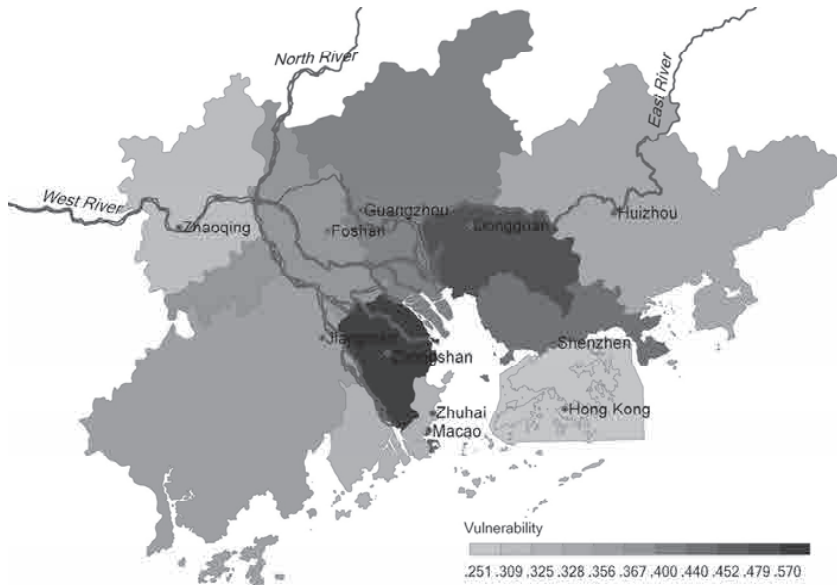 North River
East River
West River
Guangzhou
Huizhou
Zhaoqing
Foshan
Dongguan
Shenzhen
Zhongshan
Zhuhai
Hong Kong
Macao
Vulnerability
.251 .309 .325 .328 .356 .367 .400 .440 .452 .479 .570